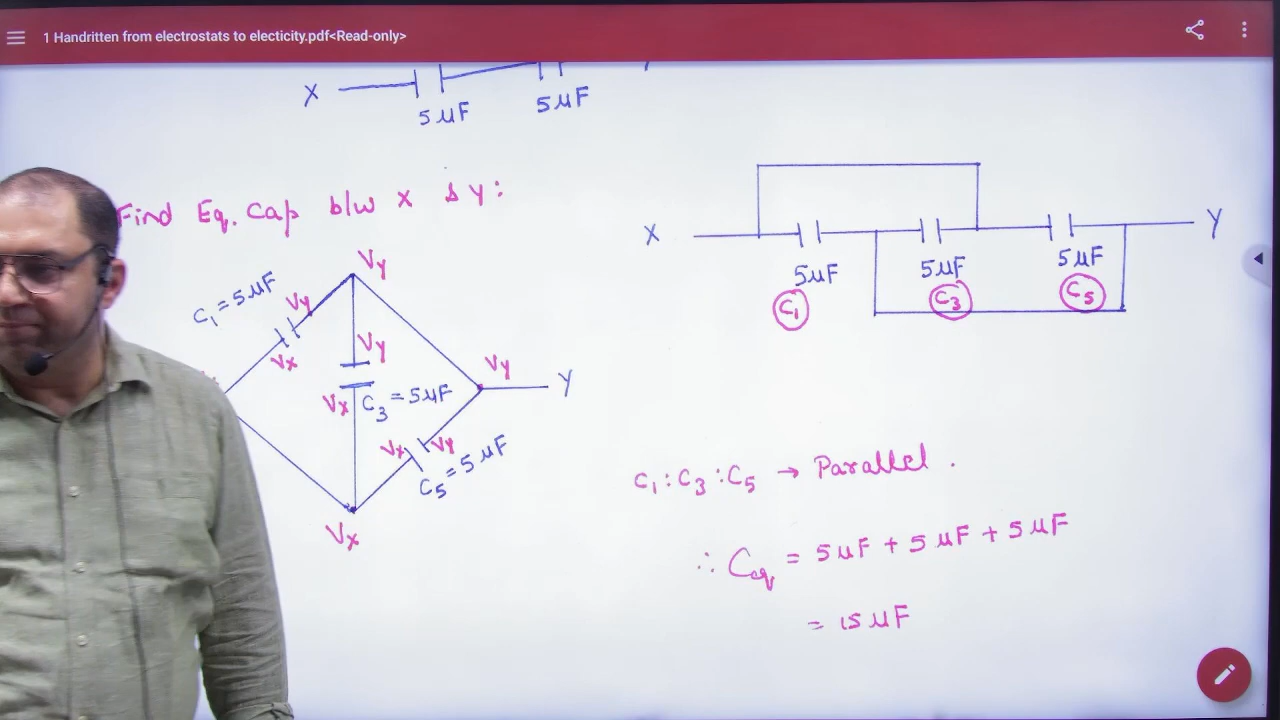 1 Handritten from electrostats to electicity.pdf<Read-only>
X
5 μF 5 μF
Find Eq. Cap b/w X & Y:
Vy
C₁ = 5 μF
Vy
Vx
Vy
Vx
C₃ = 5 μF
Vy
Y
Vx
Vy
C₅ = 5 μF
Vx
X
5 μF 5 μF 5 μF
Y
C₁ C₃ C₅
C₁ : C₃ : C₅ → Parallel .
∴ Ceq = 5 μF + 5 μF + 5 μF
= 15 μF